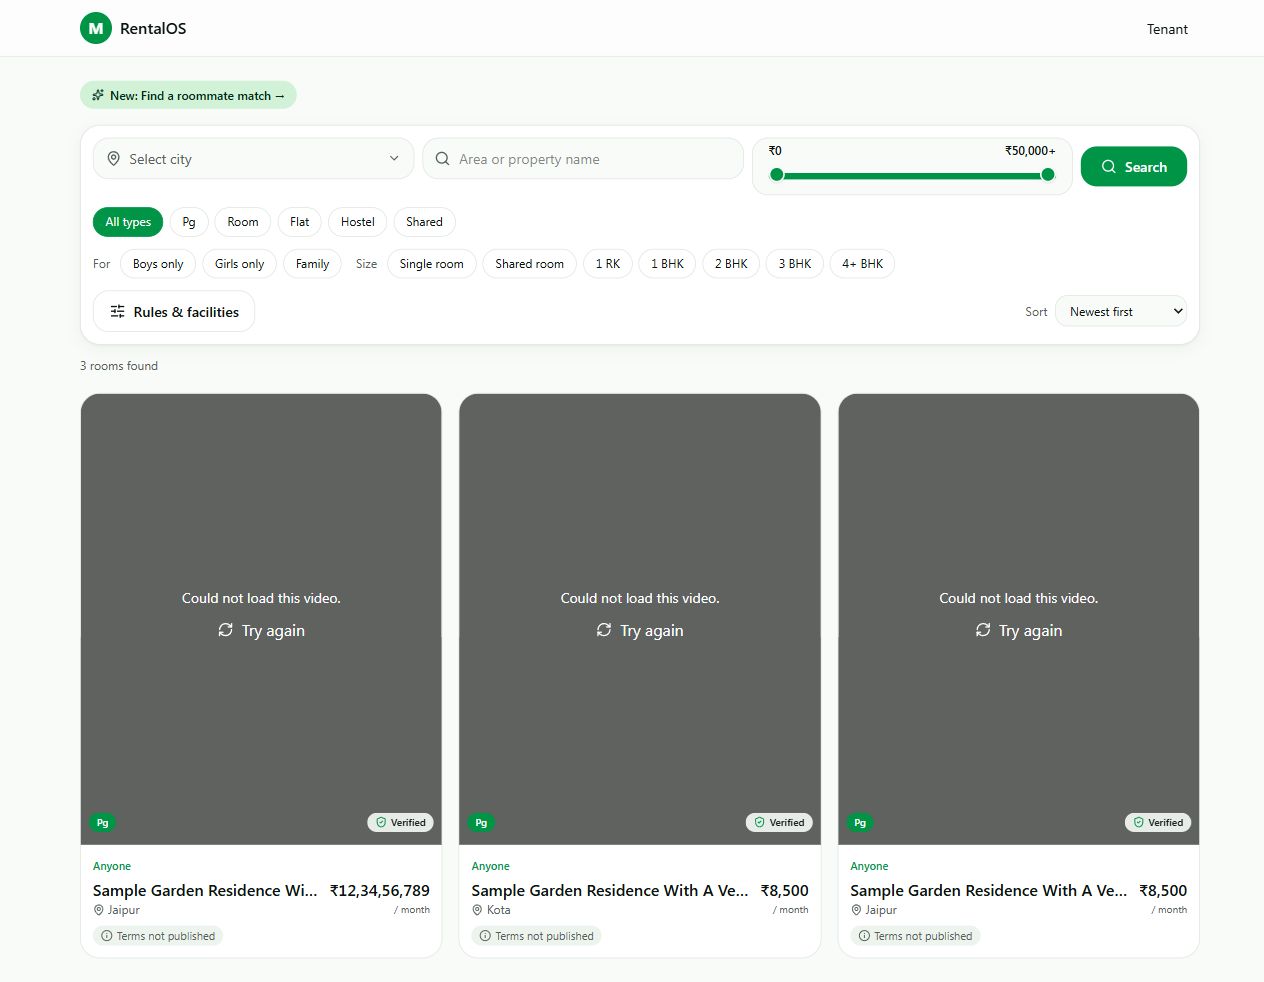 M RentalOS
Tenant
New: Find a roommate match →
Select city
Area or property name
₹0 ₹50,000+
Search
All types Pg Room Flat Hostel Shared
For Boys only Girls only Family Size Single room Shared room 1 RK 1 BHK 2 BHK 3 BHK 4+ BHK
Rules & facilities
Sort Newest first
3 rooms found
Could not load this video.
Try again
Pg Verified
Anyone
Sample Garden Residence Wi... ₹12,34,56,789
Jaipur / month
Terms not published
Could not load this video.
Try again
Pg Verified
Anyone
Sample Garden Residence With A Ve... ₹8,500
Kota / month
Terms not published
Could not load this video.
Try again
Pg Verified
Anyone
Sample Garden Residence With A Ve... ₹8,500
Jaipur / month
Terms not published